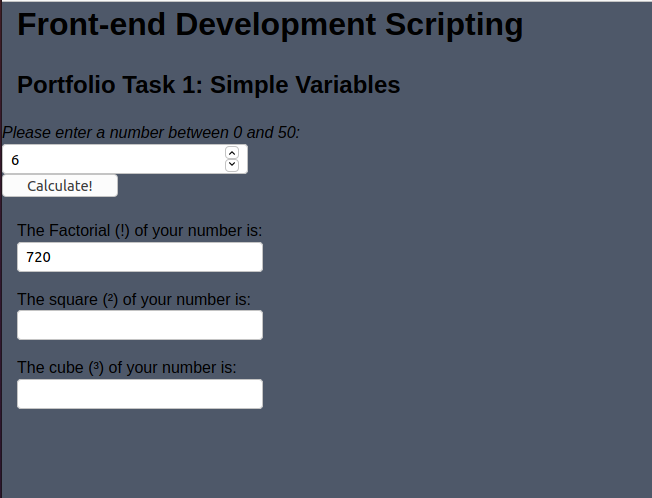 Front-end Development Scripting
Portfolio Task 1: Simple Variables
Please enter a number between 0 and 50:
6
Calculate!
The Factorial (!) of your number is:
720
The square (²) of your number is:
The cube (³) of your number is: